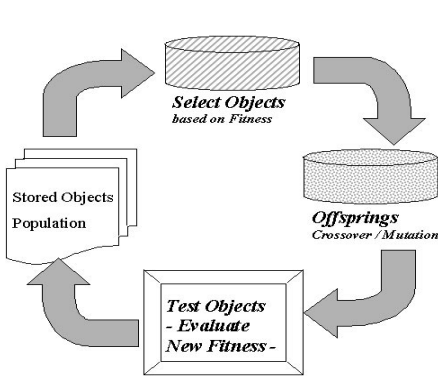 Select Objects
based on Fitness
Stored Objects
Population
Offsprings
Crossover / Mutation
Test Objects
- Evaluate
New Fitness -